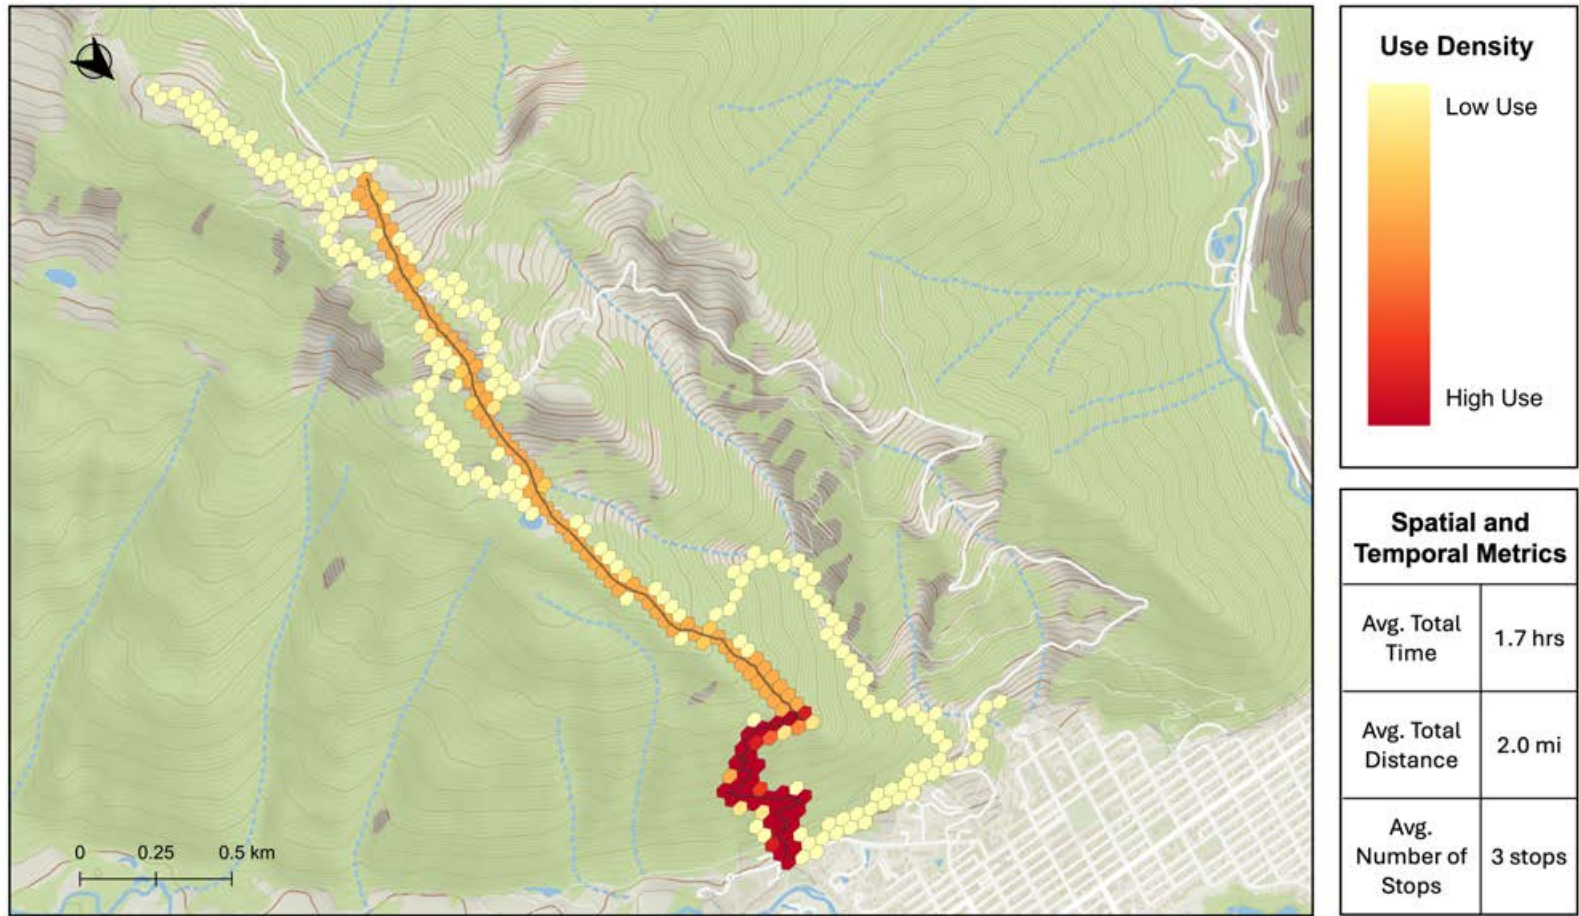 Use Density
Low Use
High Use
Spatial and
Temporal Metrics
Avg. Total
Time
1.7 hrs
Avg. Total
Distance
2.0 mi
Avg.
Number of
Stops
3 stops
0 0.25 0.5 km